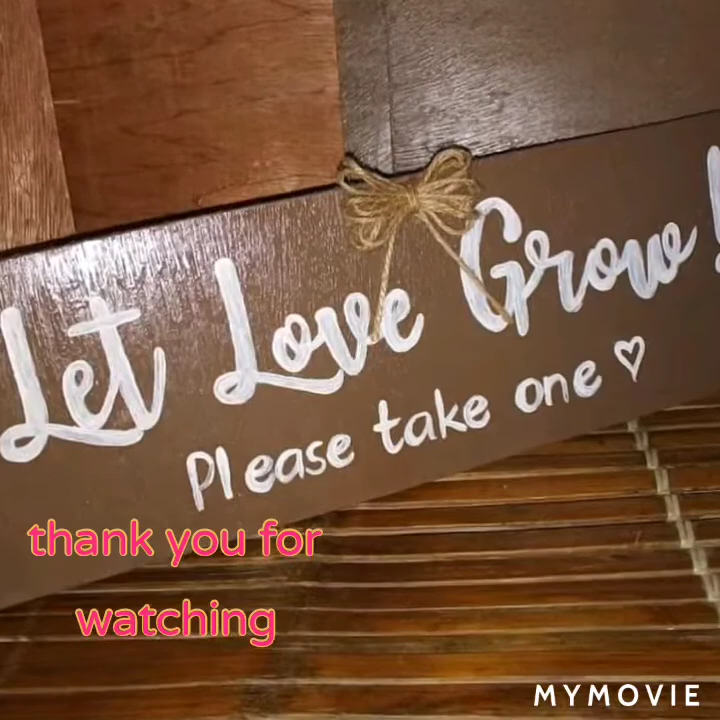 Let Love Grow!
Please take one ♡
thank you for
watching
MYMOVIE